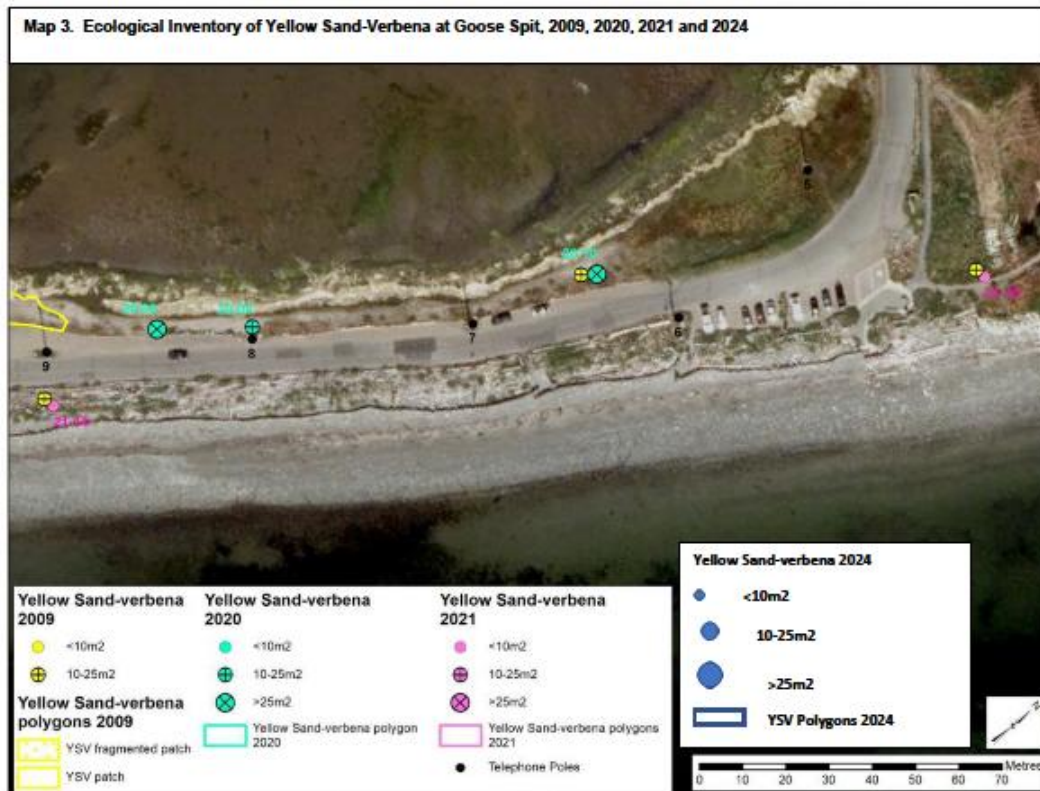 Map 3. Ecological Inventory of Yellow Sand-Verbena at Goose Spit, 2009, 2020, 2021 and 2024
5
6
7
8
9
Yellow Sand-verbena
2009
<10m2
10-25m2
Yellow Sand-verbena
polygons 2009
YSV fragmented patch
YSV patch
Yellow Sand-verbena
2020
<10m2
10-25m2
>25m2
Yellow Sand-verbena polygon
2020
Yellow Sand-verbena
2021
<10m2
10-25m2
>25m2
Yellow Sand-verbena polygons
2021
Telephone Poles
Yellow Sand-verbena 2024
<10m2
10-25m2
>25m2
YSV Polygons 2024
N
Metres
0 10 20 30 40 50 60 70